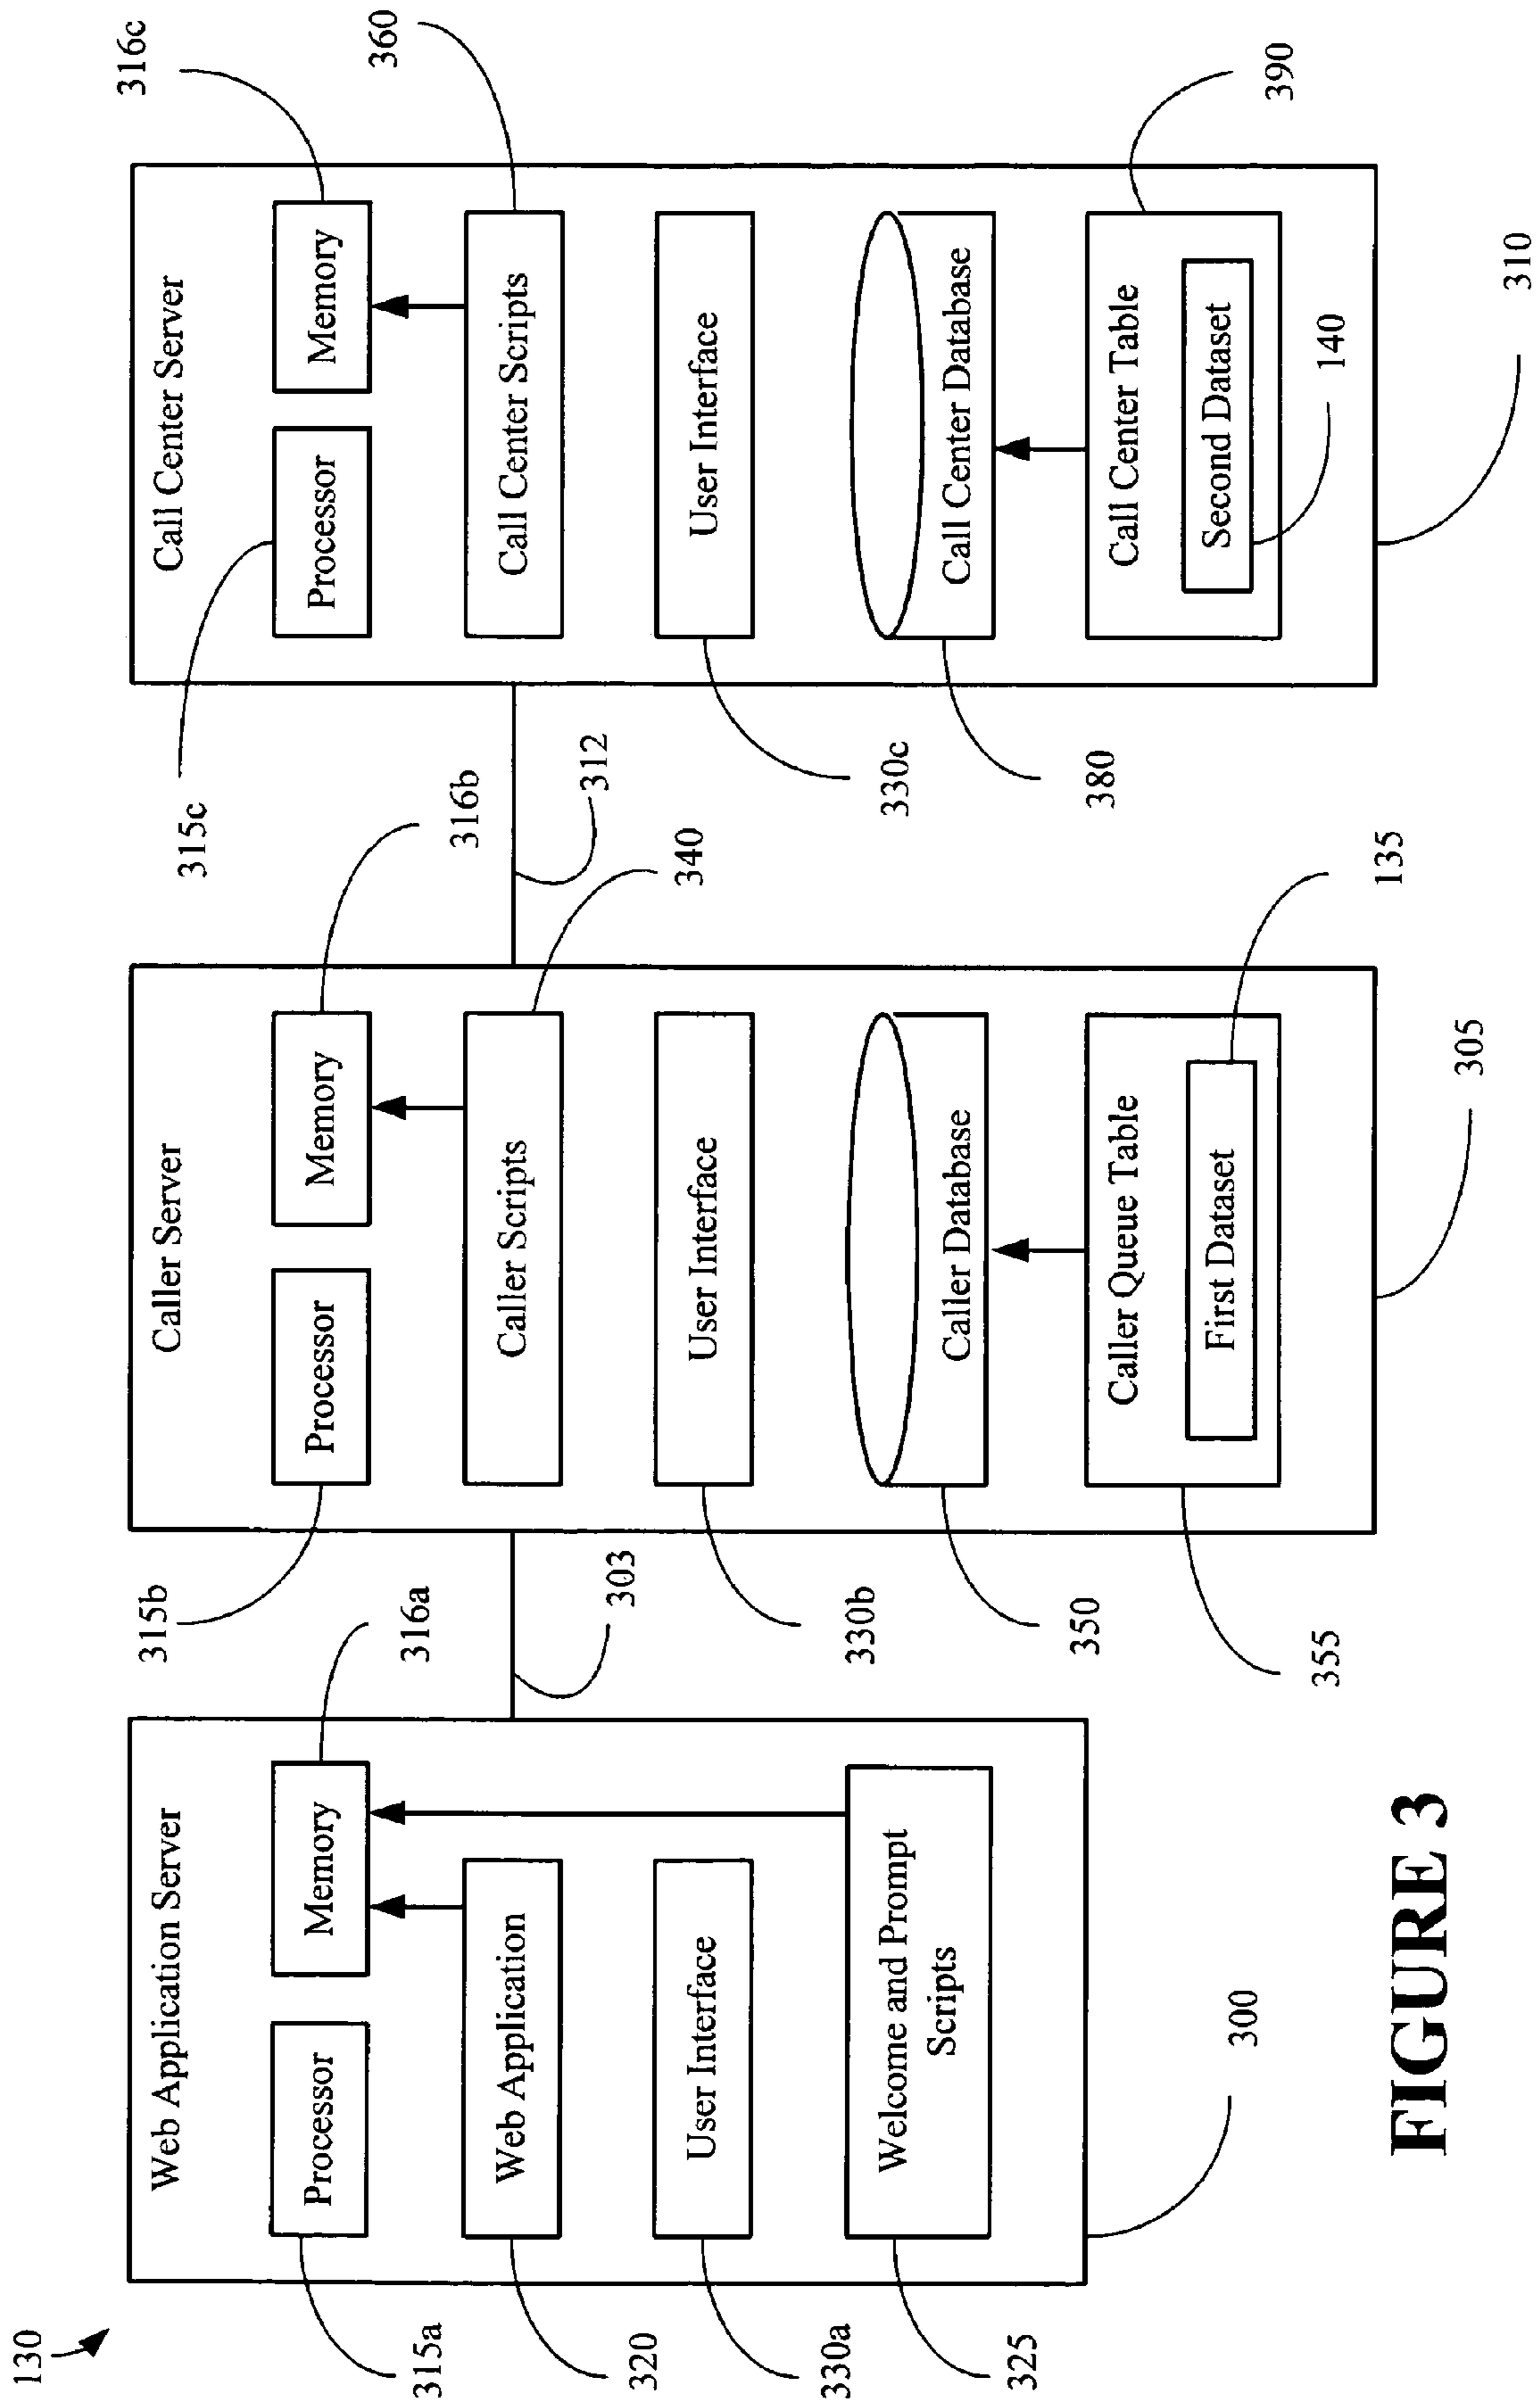 130
Web Application Server
Processor
Memory
Web Application
User Interface
Welcome and Prompt
Scripts
315a
316a
320
330a
325
300
303
Caller Server
Processor
Memory
Caller Scripts
User Interface
Caller Database
Caller Queue Table
First Dataset
315b
316b
340
330b
350
355
135
305
312
Call Center Server
Processor
Memory
Call Center Scripts
User Interface
Call Center Database
Call Center Table
Second Dataset
315c
316c
360
330c
380
390
140
310
FIGURE 3